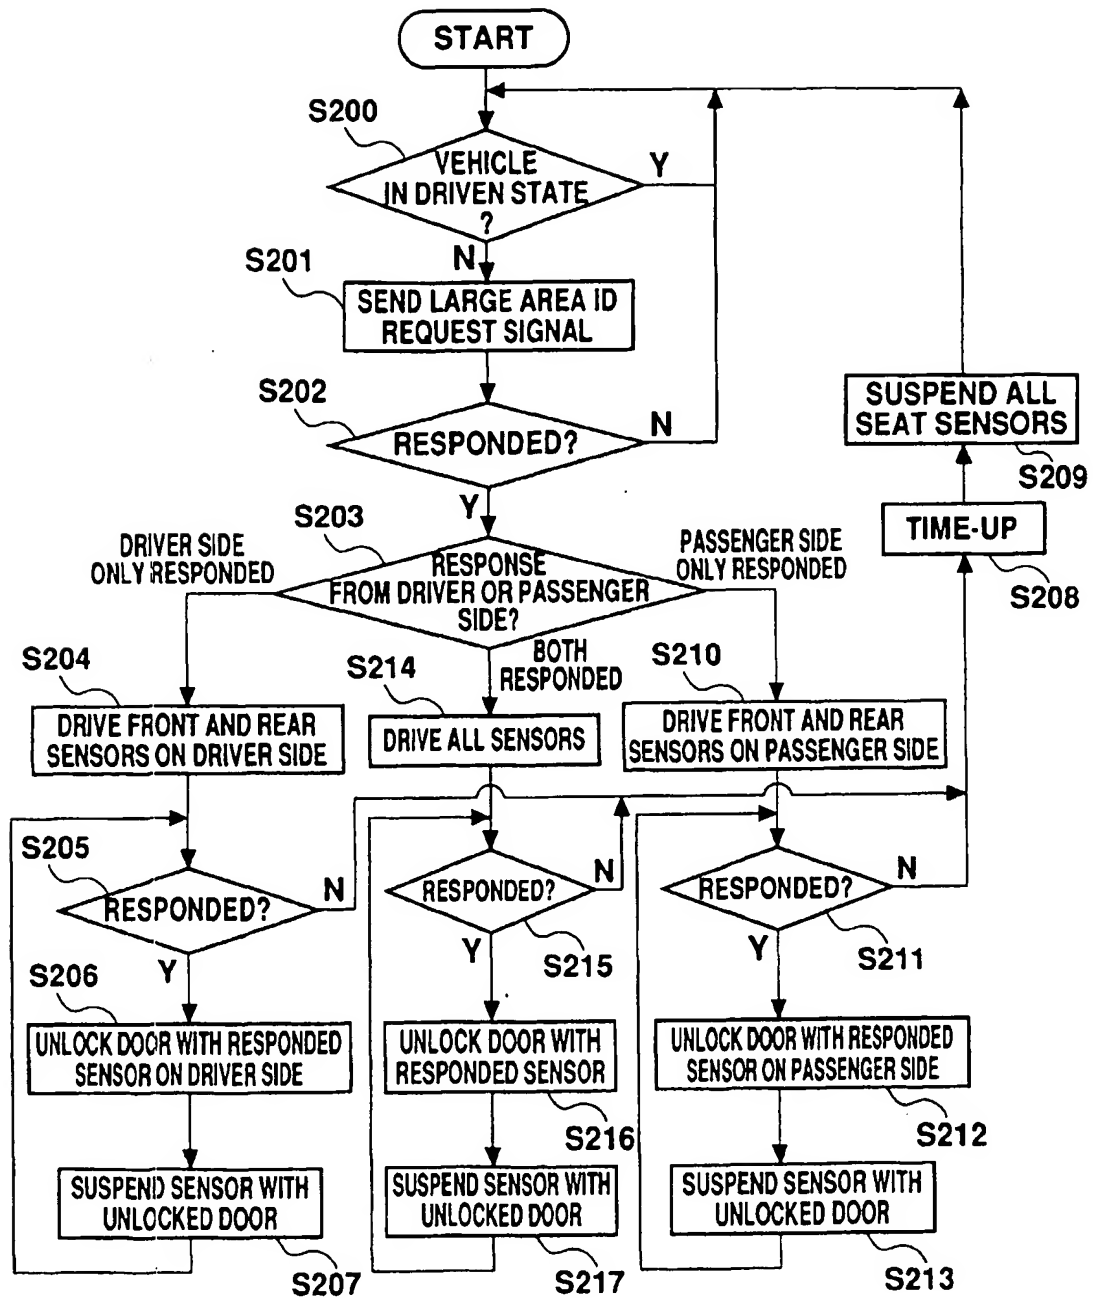 START
S200
VEHICLE
IN DRIVEN STATE
?
Y
N
S201
SEND LARGE AREA ID
REQUEST SIGNAL
S202
RESPONDED?
N
Y
SUSPEND ALL
SEAT SENSORS
S209
TIME-UP
S208
S203
RESPONSE
FROM DRIVER OR PASSENGER
SIDE?
DRIVER SIDE
ONLY RESPONDED
PASSENGER SIDE
ONLY RESPONDED
BOTH
RESPONDED
S204
DRIVE FRONT AND REAR
SENSORS ON DRIVER SIDE
S214
DRIVE ALL SENSORS
S210
DRIVE FRONT AND REAR
SENSORS ON PASSENGER SIDE
S205
RESPONDED?
N
Y
RESPONDED?
N
Y
S215
RESPONDED?
N
Y
S211
S206
UNLOCK DOOR WITH RESPONDED
SENSOR ON DRIVER SIDE
UNLOCK DOOR WITH
RESPONDED SENSOR
S216
UNLOCK DOOR WITH RESPONDED
SENSOR ON PASSENGER SIDE
S212
SUSPEND SENSOR WITH
UNLOCKED DOOR
S207
SUSPEND SENSOR WITH
UNLOCKED DOOR
S217
SUSPEND SENSOR WITH
UNLOCKED DOOR
S213